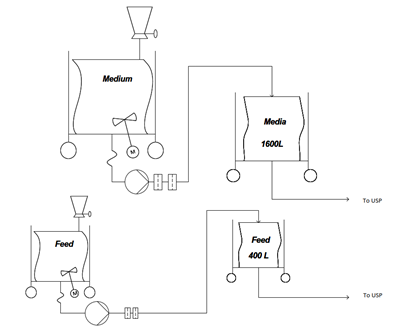 Medium
M
Media
1600L
To USP
Feed
M
Feed
400 L
To USP